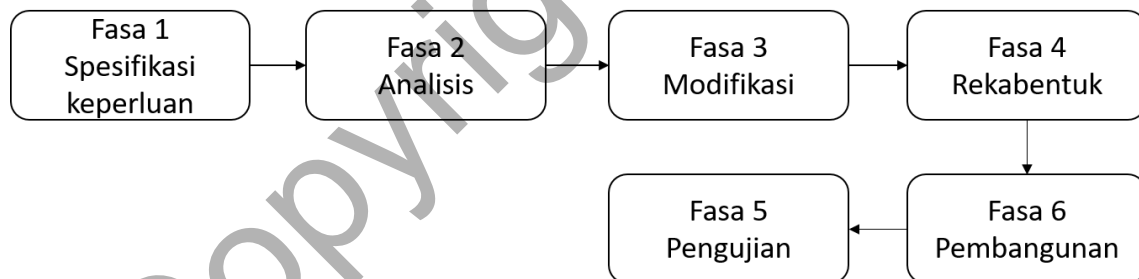 Fasa 1
Spesifikasi
keperluan
Fasa 2
Analisis
Fasa 3
Modifikasi
Fasa 4
Rekabentuk
Fasa 5
Pengujian
Fasa 6
Pembangunan
Copyrig